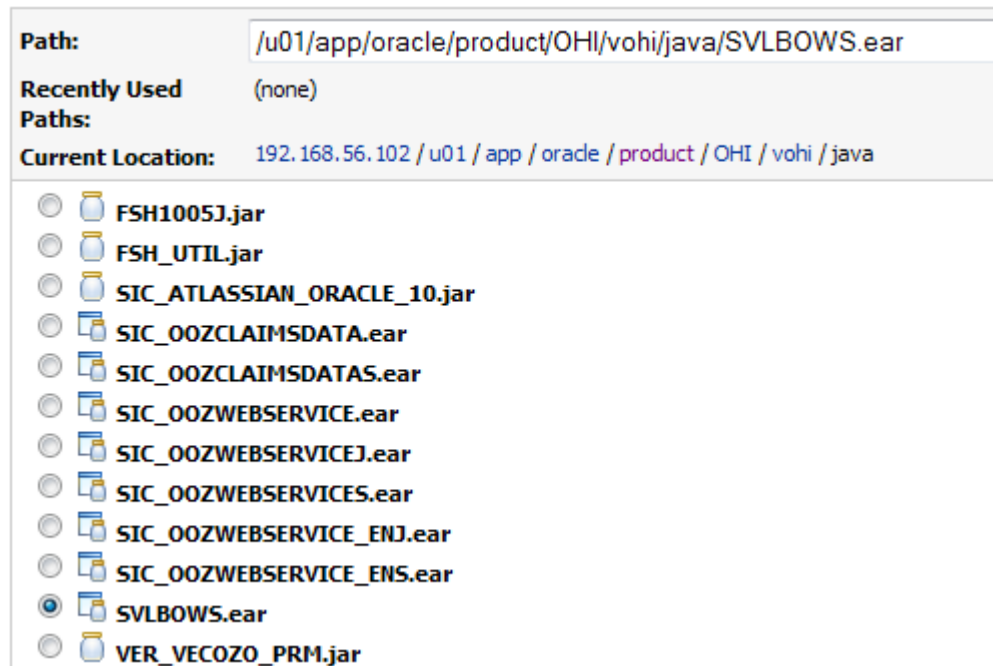 Path: /u01/app/oracle/product/OHI/vohi/java/SVLBOWS.ear
Recently Used Paths: (none)
Current Location: 192.168.56.102 / u01 / app / oracle / product / OHI / vohi / java
FSH1005J.jar
FSH_UTIL.jar
SIC_ATLASSIAN_ORACLE_10.jar
SIC_OOZCLAIMSDATA.ear
SIC_OOZCLAIMSDATAS.ear
SIC_OOZWEBSERVICE.ear
SIC_OOZWEBSERVICEJ.ear
SIC_OOZWEBSERVICES.ear
SIC_OOZWEBSERVICE_ENJ.ear
SIC_OOZWEBSERVICE_ENS.ear
SVLBOWS.ear
VER_VECOZO_PRM.jar